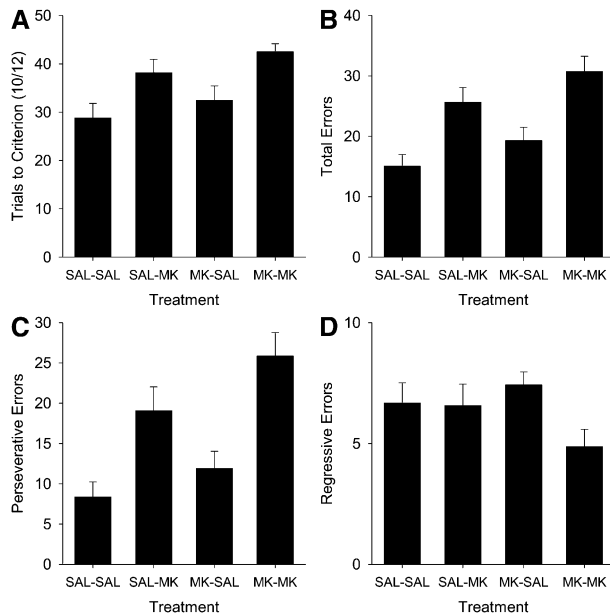 A
Trials to Criterion (10/12)
50
40
30
20
10
0
SAL-SAL SAL-MK MK-SAL MK-MK
Treatment
B
Total Errors
40
30
20
10
0
SAL-SAL SAL-MK MK-SAL MK-MK
Treatment
C
Perseverative Errors
30
25
20
15
10
5
0
SAL-SAL SAL-MK MK-SAL MK-MK
Treatment
D
Regressive Errors
10
5
0
SAL-SAL SAL-MK MK-SAL MK-MK
Treatment